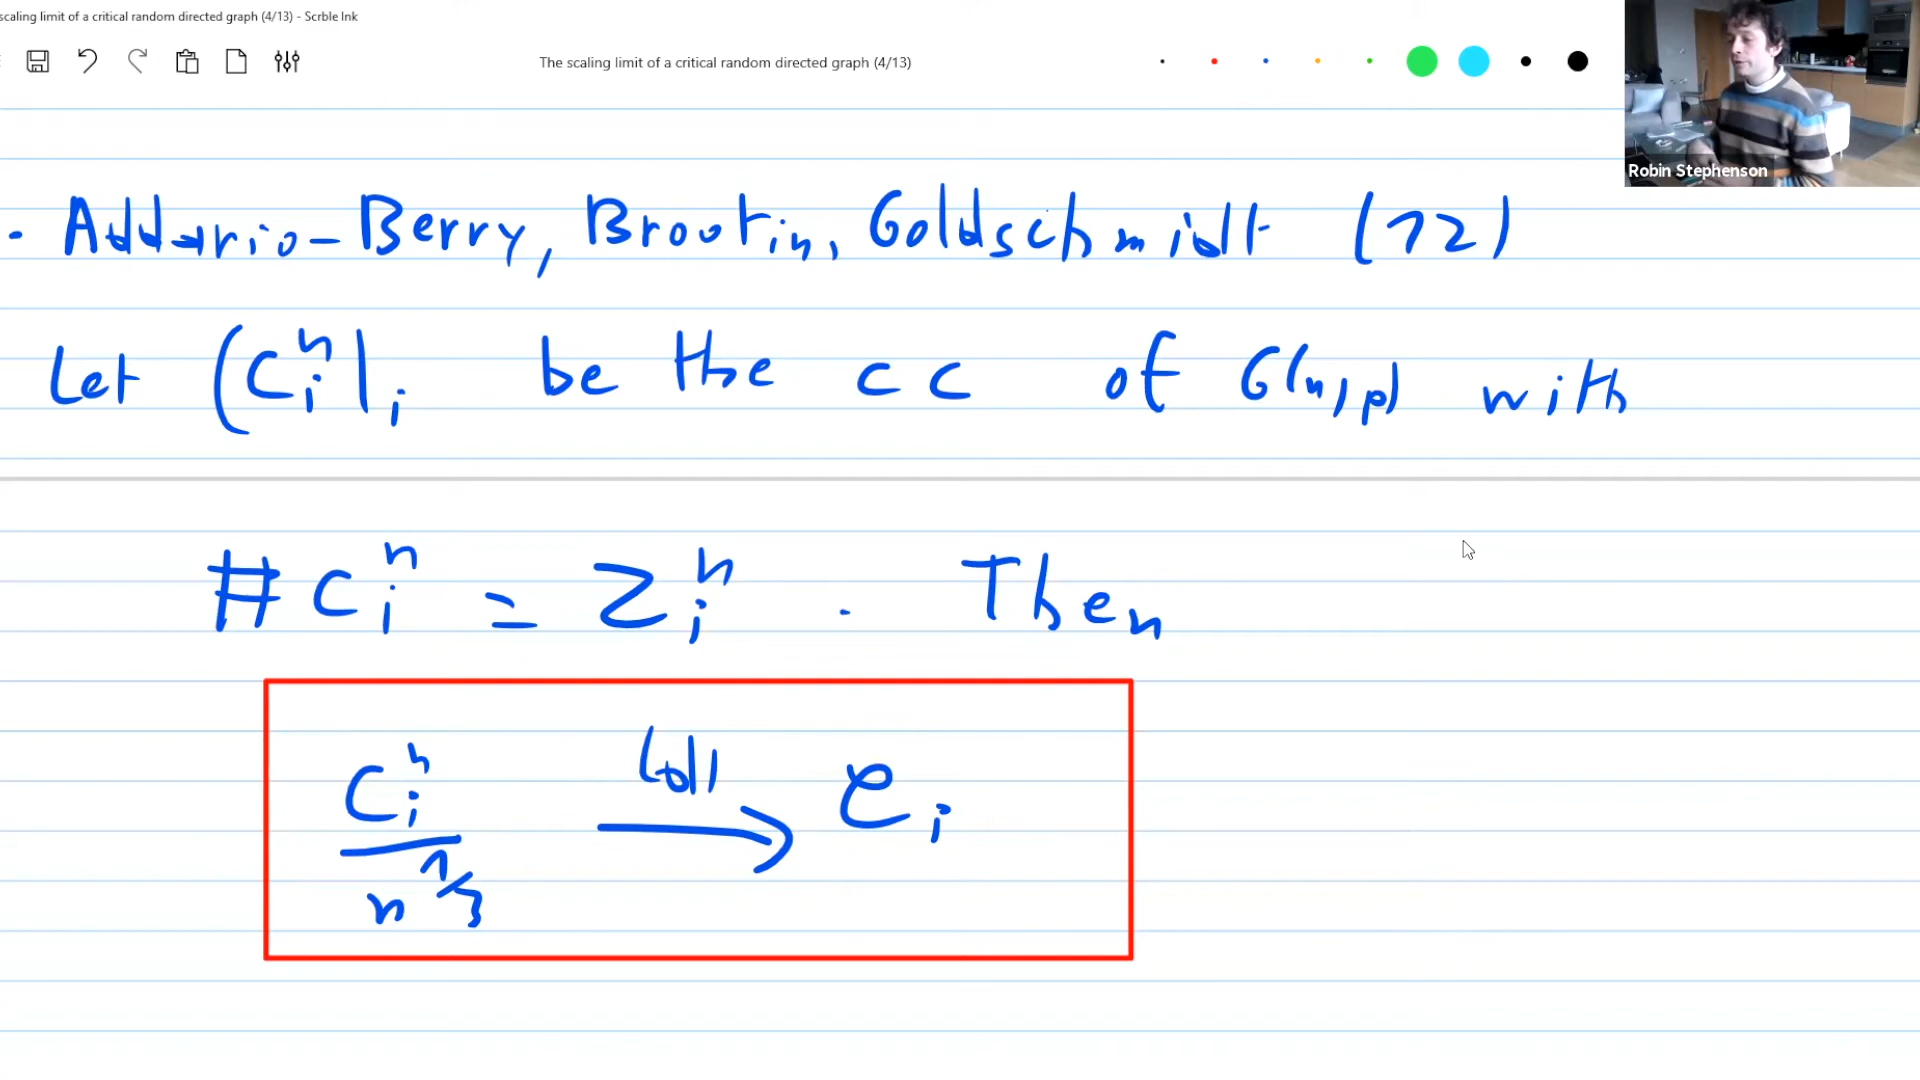 scaling limit of a critical random directed graph (4/13) - Scrble Ink
The scaling limit of a critical random directed graph (4/13)
Robin Stephenson
· Addario-Berry, Broutin, Goldschmidt (12)
Let (C_i^n)_i be the cc of G(n,p) with
# C_i^n = Z_i^n . Then
C_i^n / n^{1/3} (d)→ 𝒞_i